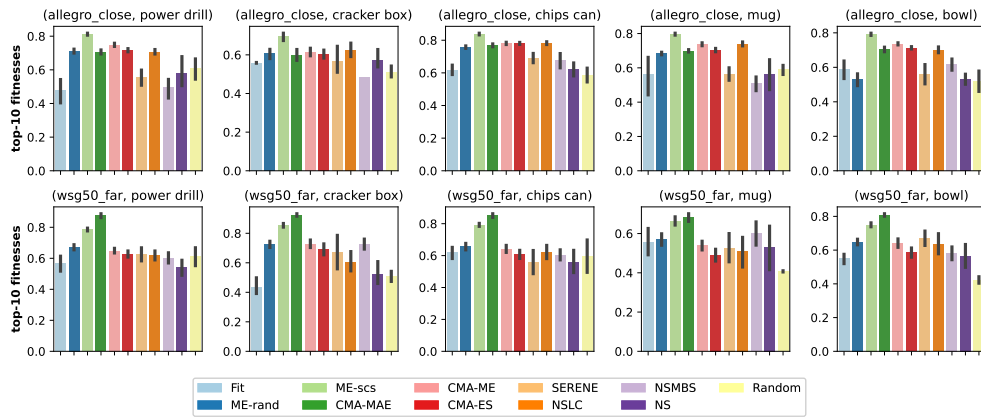 (allegro_close, power drill)
(allegro_close, cracker box)
(allegro_close, chips can)
(allegro_close, mug)
(allegro_close, bowl)
top-10 fitnesses
0.8
0.6
0.4
0.2
0.0
0.6
0.4
0.2
0.0
0.8
0.6
0.4
0.2
0.0
0.8
0.6
0.4
0.2
0.0
0.8
0.6
0.4
0.2
0.0
(wsg50_far, power drill)
(wsg50_far, cracker box)
(wsg50_far, chips can)
(wsg50_far, mug)
(wsg50_far, bowl)
top-10 fitnesses
0.8
0.6
0.4
0.2
0.0
0.8
0.6
0.4
0.2
0.0
0.8
0.6
0.4
0.2
0.0
0.6
0.4
0.2
0.0
0.8
0.6
0.4
0.2
0.0
Fit
ME-scs
CMA-ME
SERENE
NSMBS
Random
ME-rand
CMA-MAE
CMA-ES
NSLC
NS